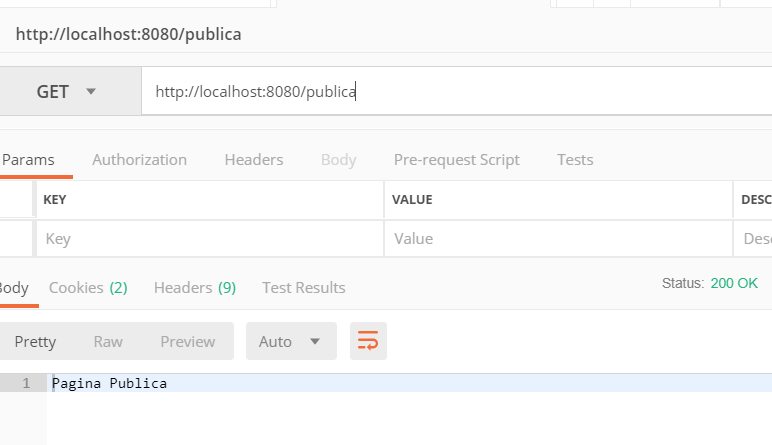 http://localhost:8080/publica
GET http://localhost:8080/publica
Params Authorization Headers Body Pre-request Script Tests
KEY VALUE DESC
Key Value Desc
Body Cookies (2) Headers (9) Test Results Status: 200 OK
Pretty Raw Preview Auto
1 Pagina Publica